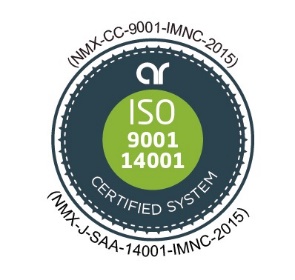 (NMX-CC-9001-IMNC-2015)
ar
ISO
9001
14001
CERTIFIED SYSTEM
(NMX-J-SAA-14001-IMNC-2015)